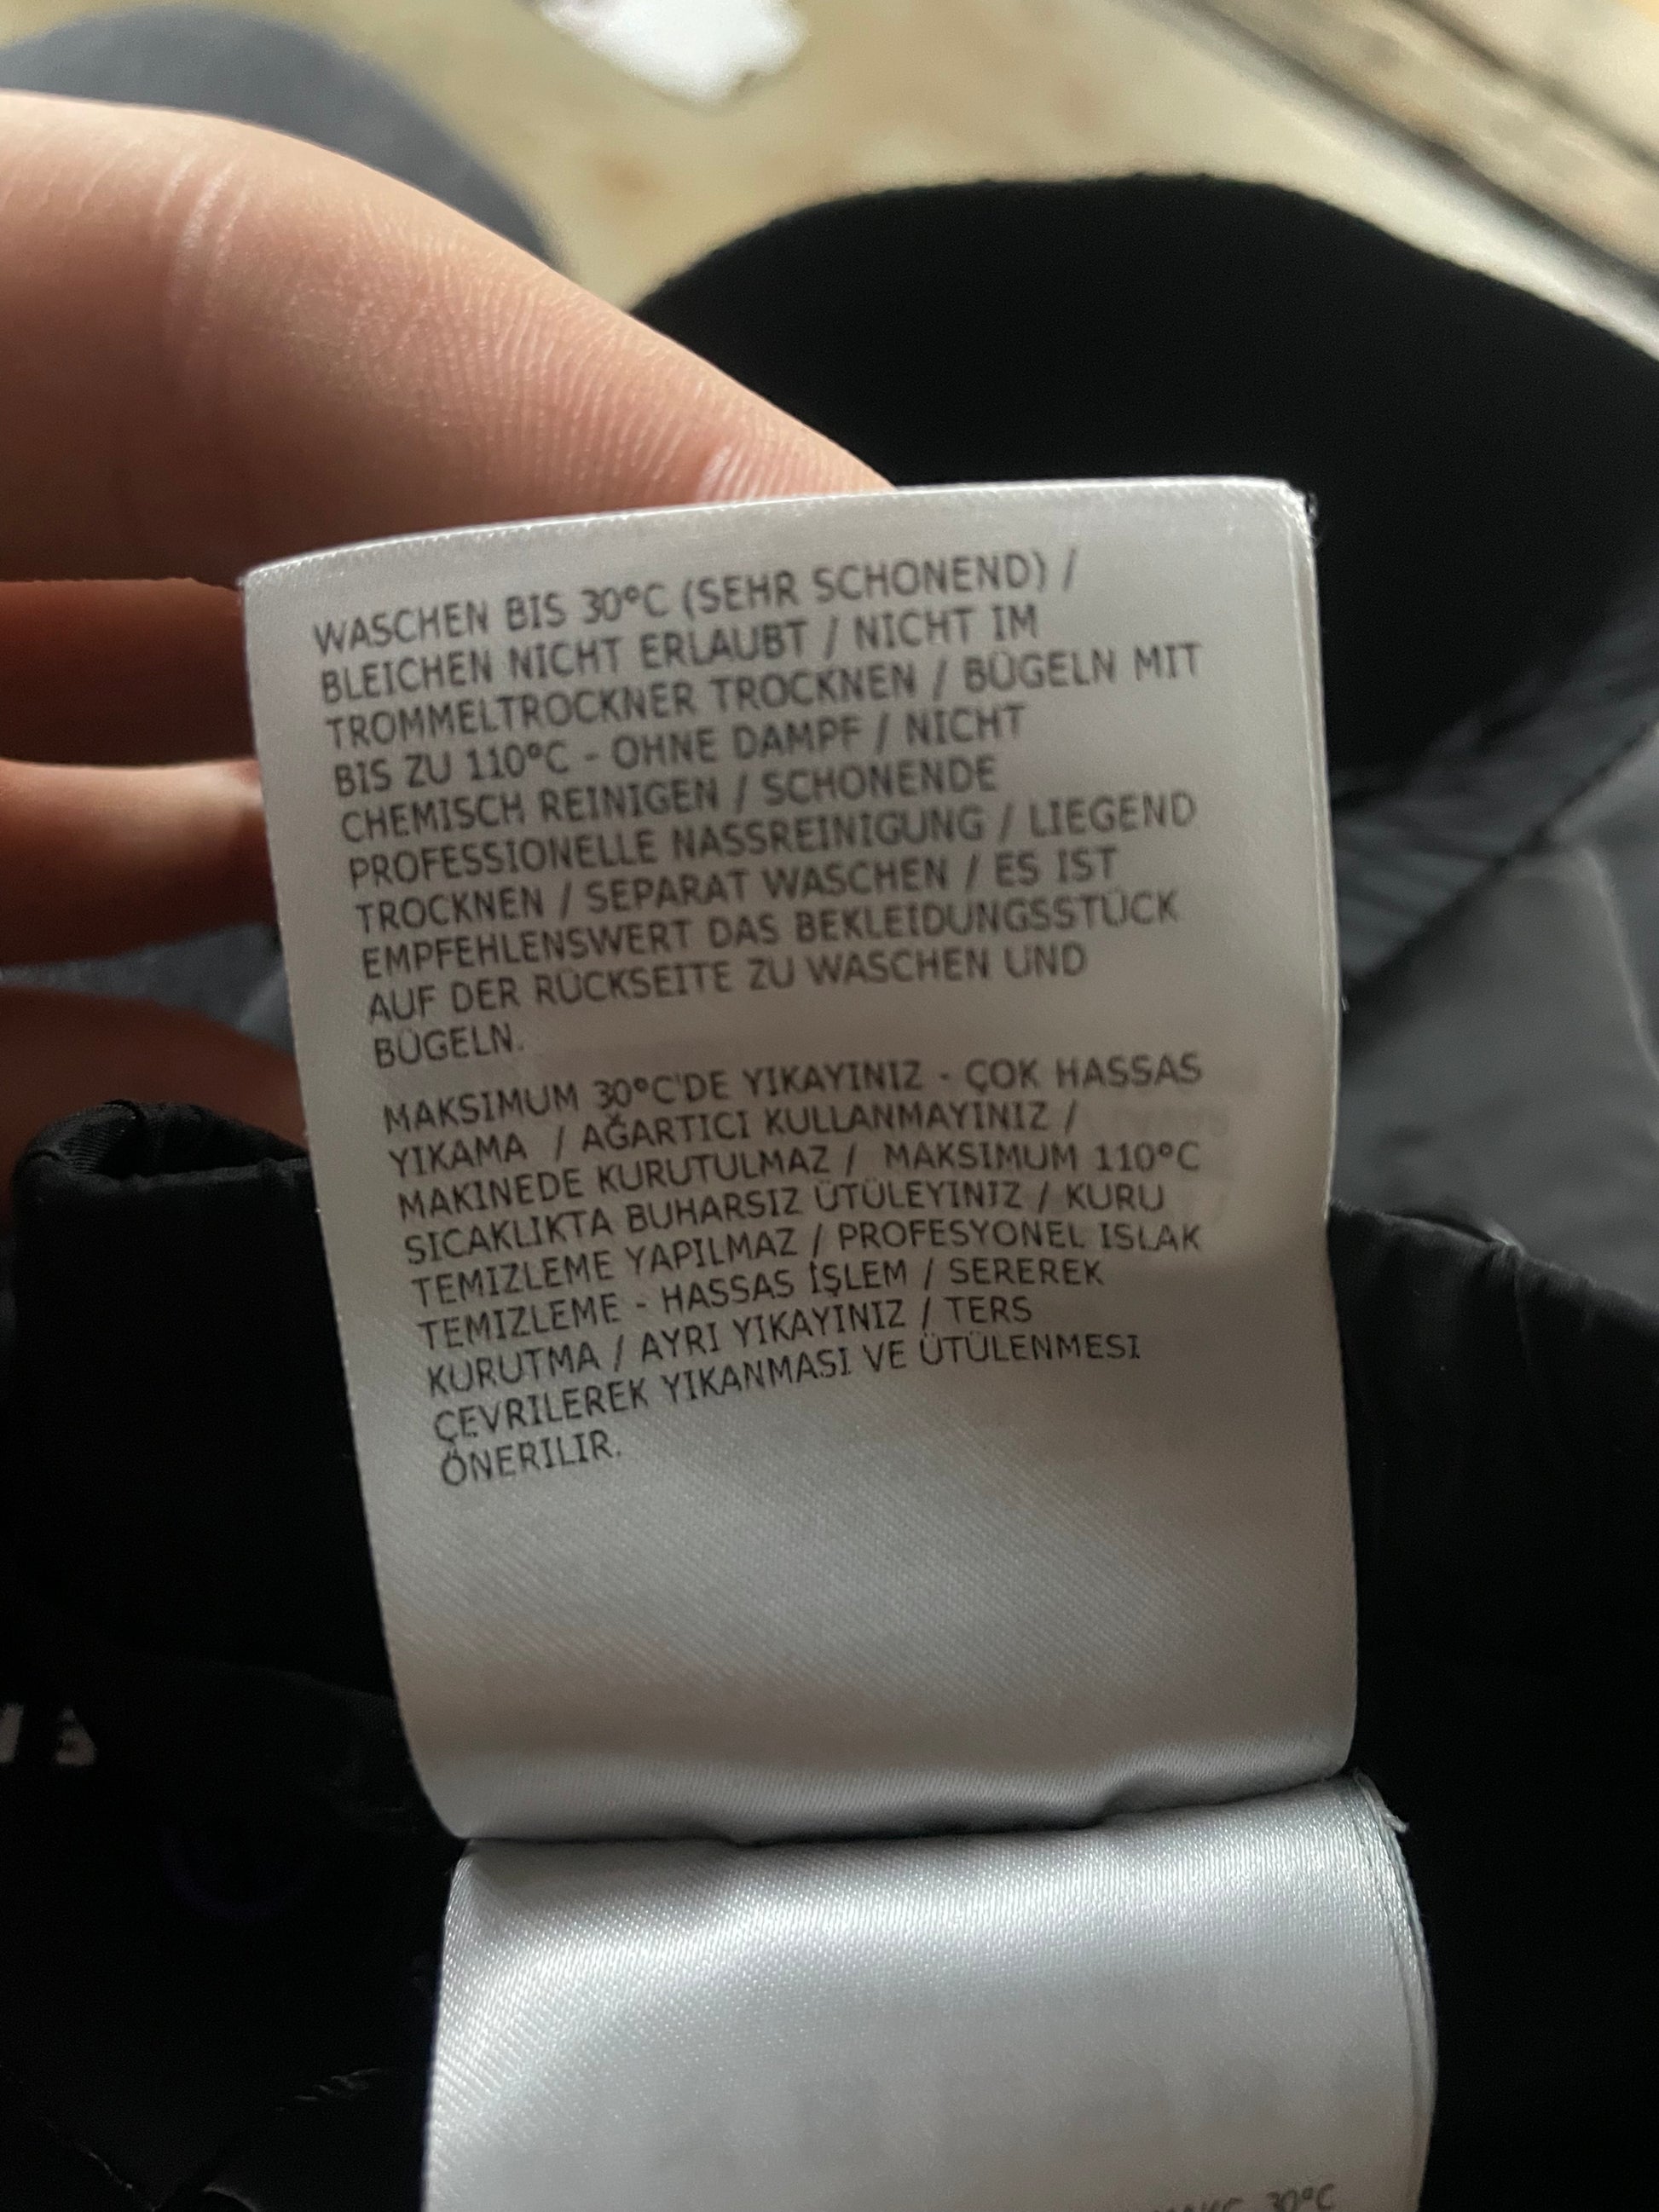 WASCHEN BIS 30°C (SEHR SCHONEND) /
BLEICHEN NICHT ERLAUBT / NICHT IM
TROMMELTROCKNER TROCKNEN / BÜGELN MIT
BIS ZU 110°C - OHNE DAMPF / NICHT
CHEMISCH REINIGEN / SCHONENDE
PROFESSIONELLE NASSREINIGUNG / LIEGEND
TROCKNEN / SEPARAT WASCHEN / ES IST
EMPFEHLENSWERT DAS BEKLEIDUNGSSTÜCK
AUF DER RÜCKSEITE ZU WASCHEN UND
BÜGELN.
MAKSIMUM 30°C'DE YIKAYINIZ - ÇOK HASSAS
YIKAMA / AĞARTICI KULLANMAYINIZ /
MAKINEDE KURUTULMAZ / MAKSIMUM 110°C
SICAKLIKTA BUHARSIZ ÜTÜLEYINIZ / KURU
TEMIZLEME YAPILMAZ / PROFESYONEL ISLAK
TEMIZLEME - HASSAS İŞLEM / SEREREK
KURUTMA / AYRI YIKAYINIZ / TERS
ÇEVRILEREK YIKANMASI VE ÜTÜLENMESI
ÖNERILIR.
30°C